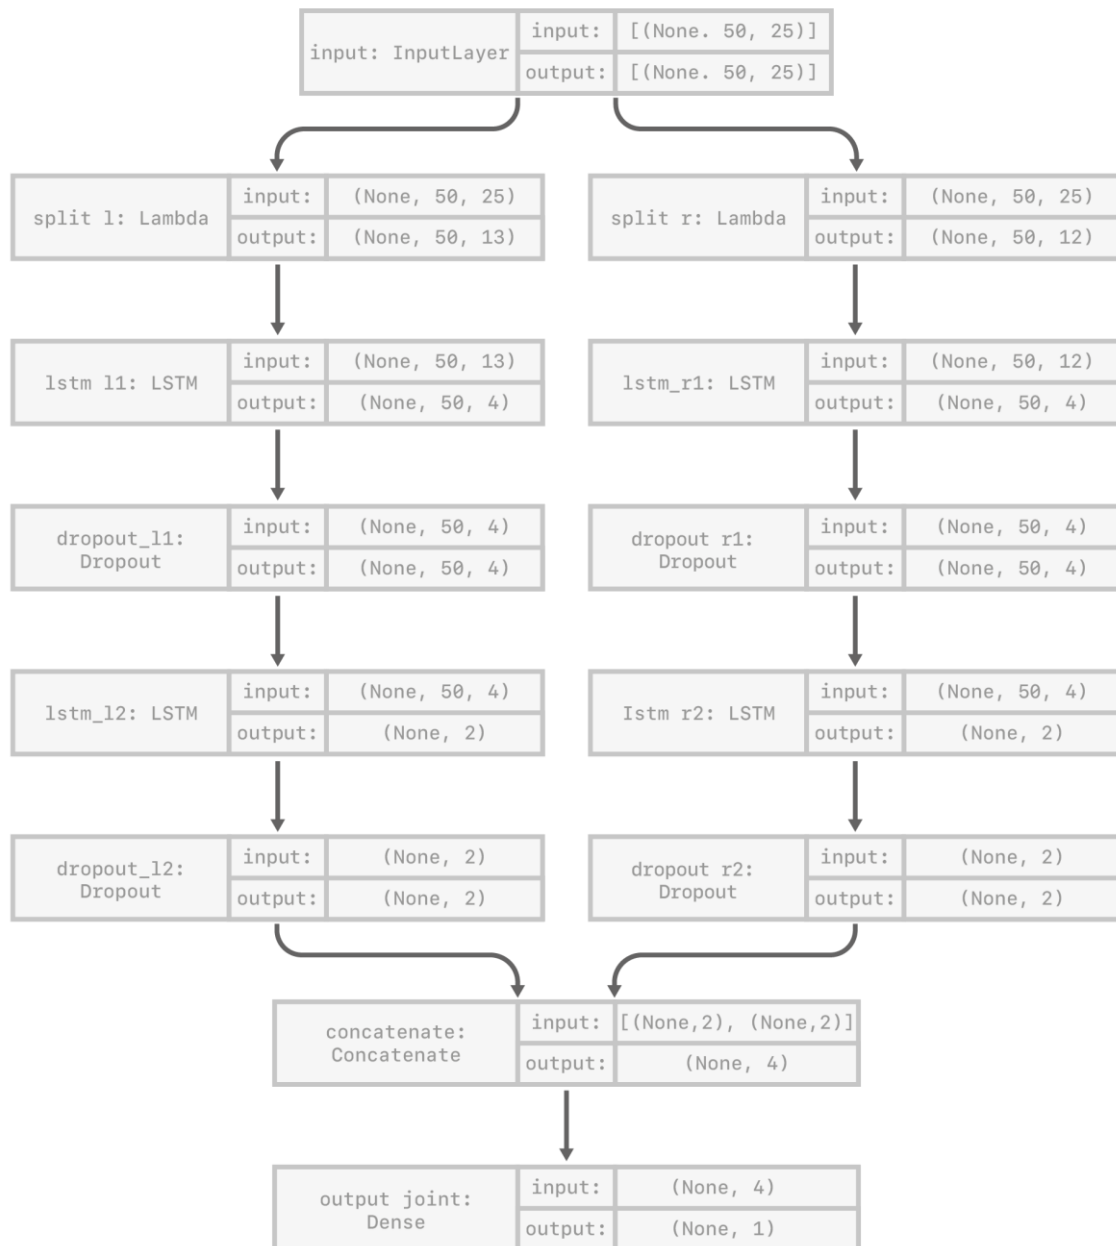 input: InputLayer
input: [(None. 50, 25)]
output: [(None. 50, 25)]
split l: Lambda
input: (None, 50, 25)
output: (None, 50, 13)
split r: Lambda
input: (None, 50, 25)
output: (None, 50, 12)
lstm l1: LSTM
input: (None, 50, 13)
output: (None, 50, 4)
lstm_r1: LSTM
input: (None, 50, 12)
output: (None, 50, 4)
dropout_l1:
Dropout
input: (None, 50, 4)
output: (None, 50, 4)
dropout r1:
Dropout
input: (None, 50, 4)
output: (None, 50, 4)
lstm_l2: LSTM
input: (None, 50, 4)
output: (None, 2)
Istm r2: LSTM
input: (None, 50, 4)
output: (None, 2)
dropout_l2:
Dropout
input: (None, 2)
output: (None, 2)
dropout r2:
Dropout
input: (None, 2)
output: (None, 2)
concatenate:
Concatenate
input: [(None,2), (None,2)]
output: (None, 4)
output joint:
Dense
input: (None, 4)
output: (None, 1)